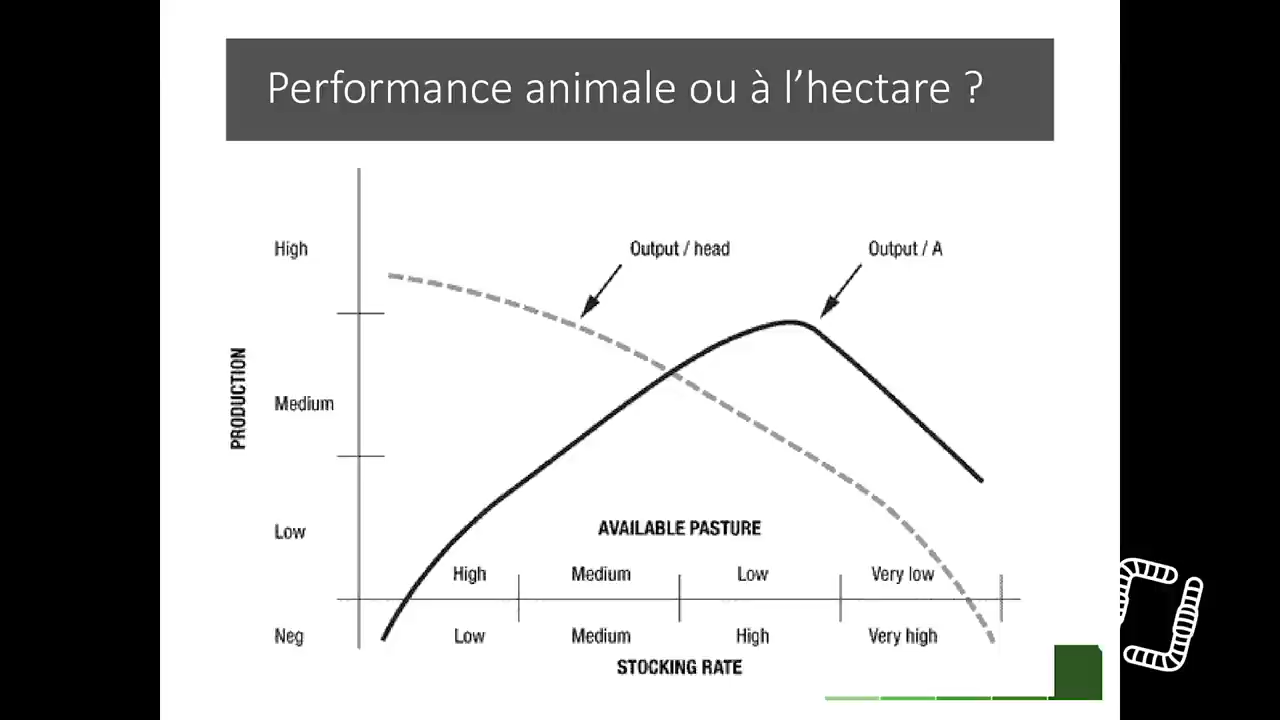 Performance animale ou à l’hectare ?
High
Output / head
Output / A
PRODUCTION
Medium
Low
AVAILABLE PASTURE
High
Medium
Low
Very low
Neg
Low
Medium
High
Very high
STOCKING RATE